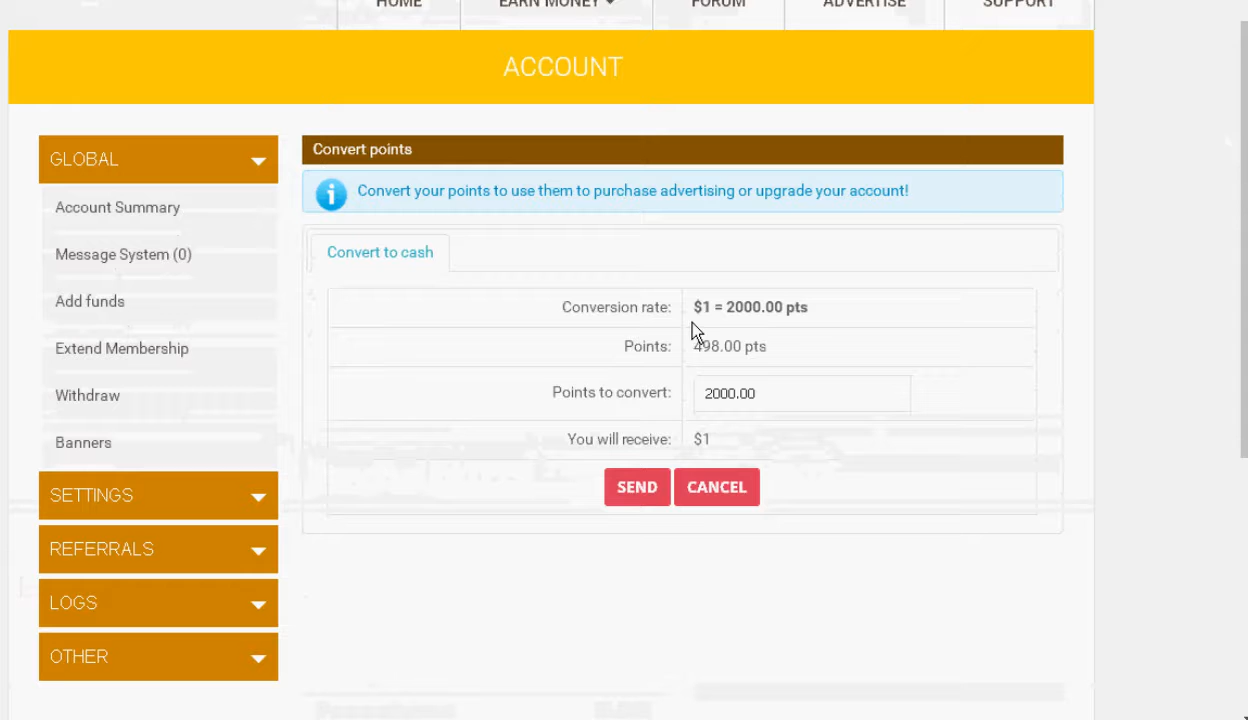 HOME EARN MONEY FORUM ADVERTISE SUPPORT
ACCOUNT
GLOBAL
Account Summary
Message System (0)
Add funds
Extend Membership
Withdraw
Banners
SETTINGS
REFERRALS
LOGS
OTHER
Convert points
Convert your points to use them to purchase advertising or upgrade your account!
Convert to cash
Conversion rate: $1 = 2000.00 pts
Points: 498.00 pts
Points to convert: 2000.00
You will receive: $1
SEND CANCEL